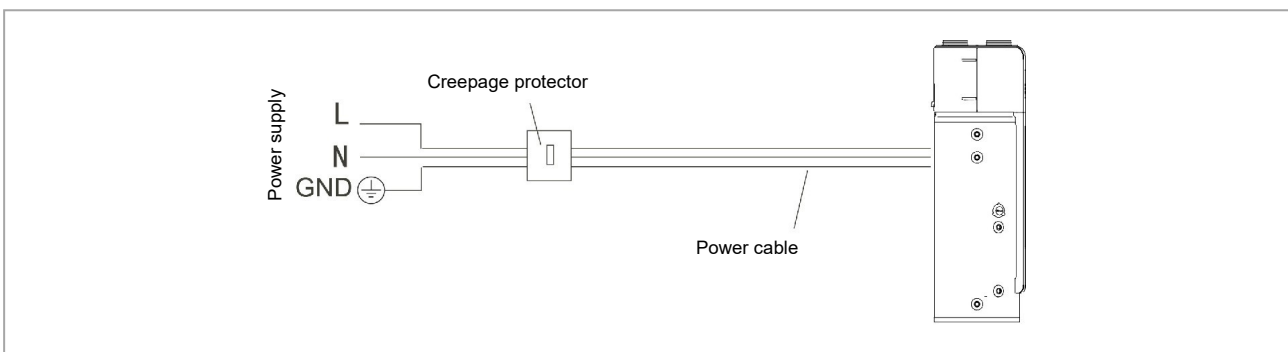 Creepage protector
Power supply
L
N
GND
Power cable